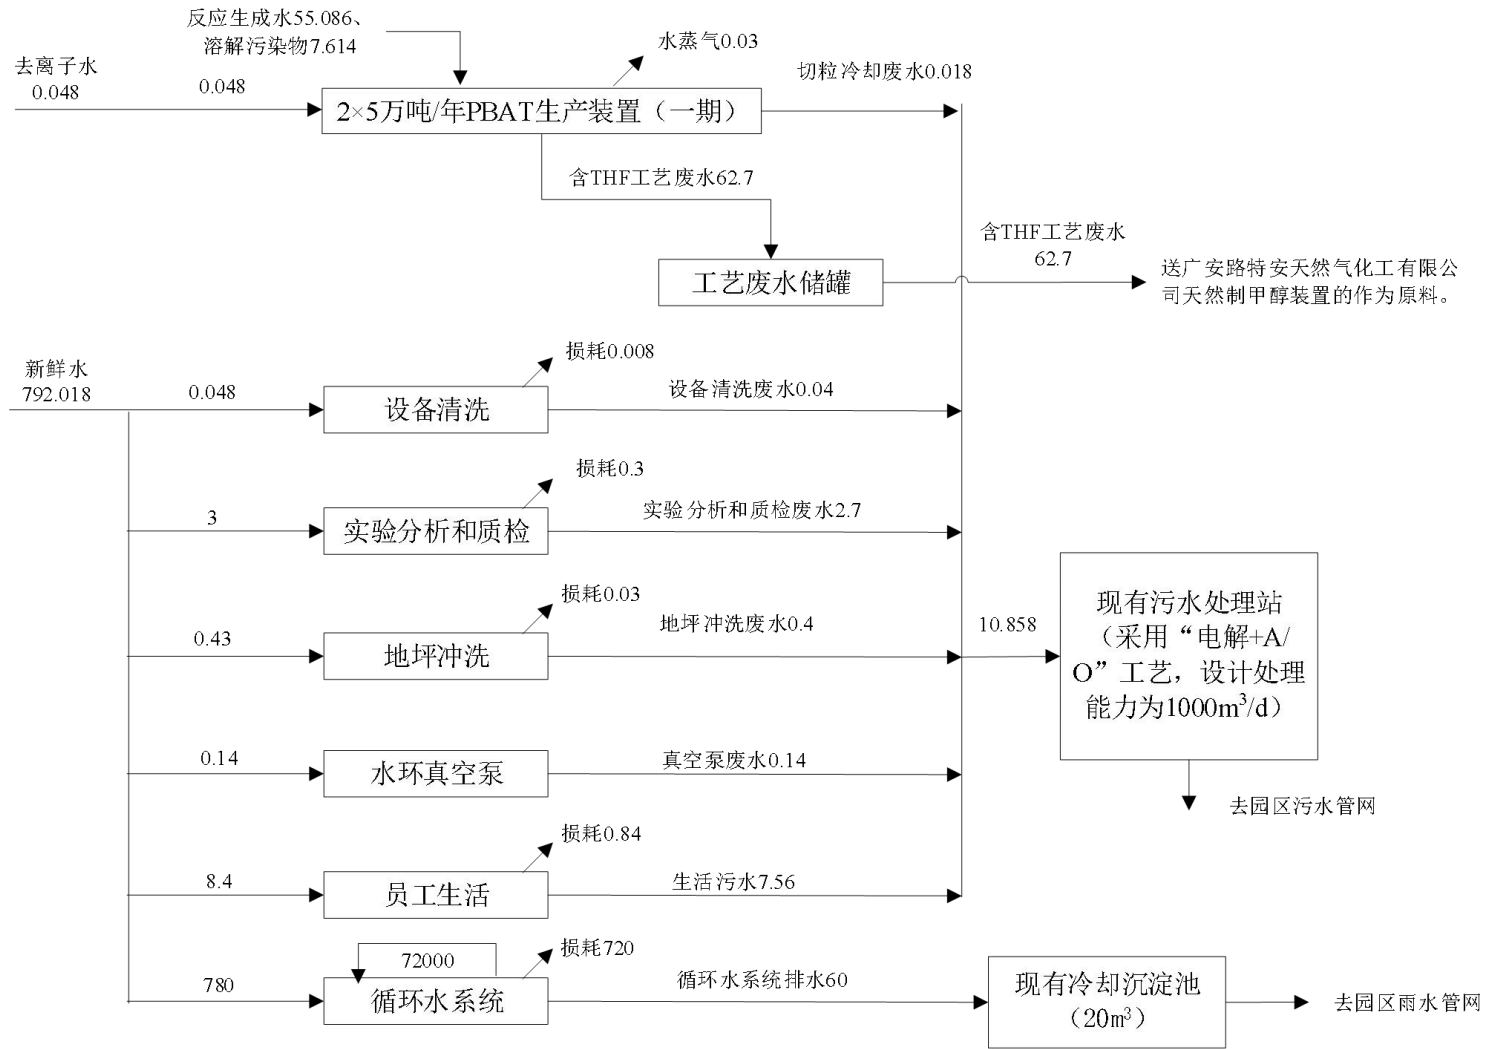 反应生成水55.086、
溶解污染物7.614
水蒸气0.03
去离子水
0.048
0.048
切粒冷却废水0.018
2×5万吨/年PBAT生产装置（一期）
含THF工艺废水62.7
含THF工艺废水
62.7
工艺废水储罐
送广安路特安天然气化工有限公
司天然制甲醇装置的作为原料。
新鲜水
792.018
0.048
损耗0.008
设备清洗
设备清洗废水0.04
3
损耗0.3
实验分析和质检
实验分析和质检废水2.7
0.43
损耗0.03
地坪冲洗
地坪冲洗废水0.4
10.858
现有污水处理站
（采用“电解+A/
O”工艺，设计处理
能力为1000m³/d）
0.14
水环真空泵
真空泵废水0.14
去园区污水管网
8.4
损耗0.84
员工生活
生活污水7.56
780
72000
损耗720
循环水系统
循环水系统排水60
现有冷却沉淀池
（20m³）
去园区雨水管网